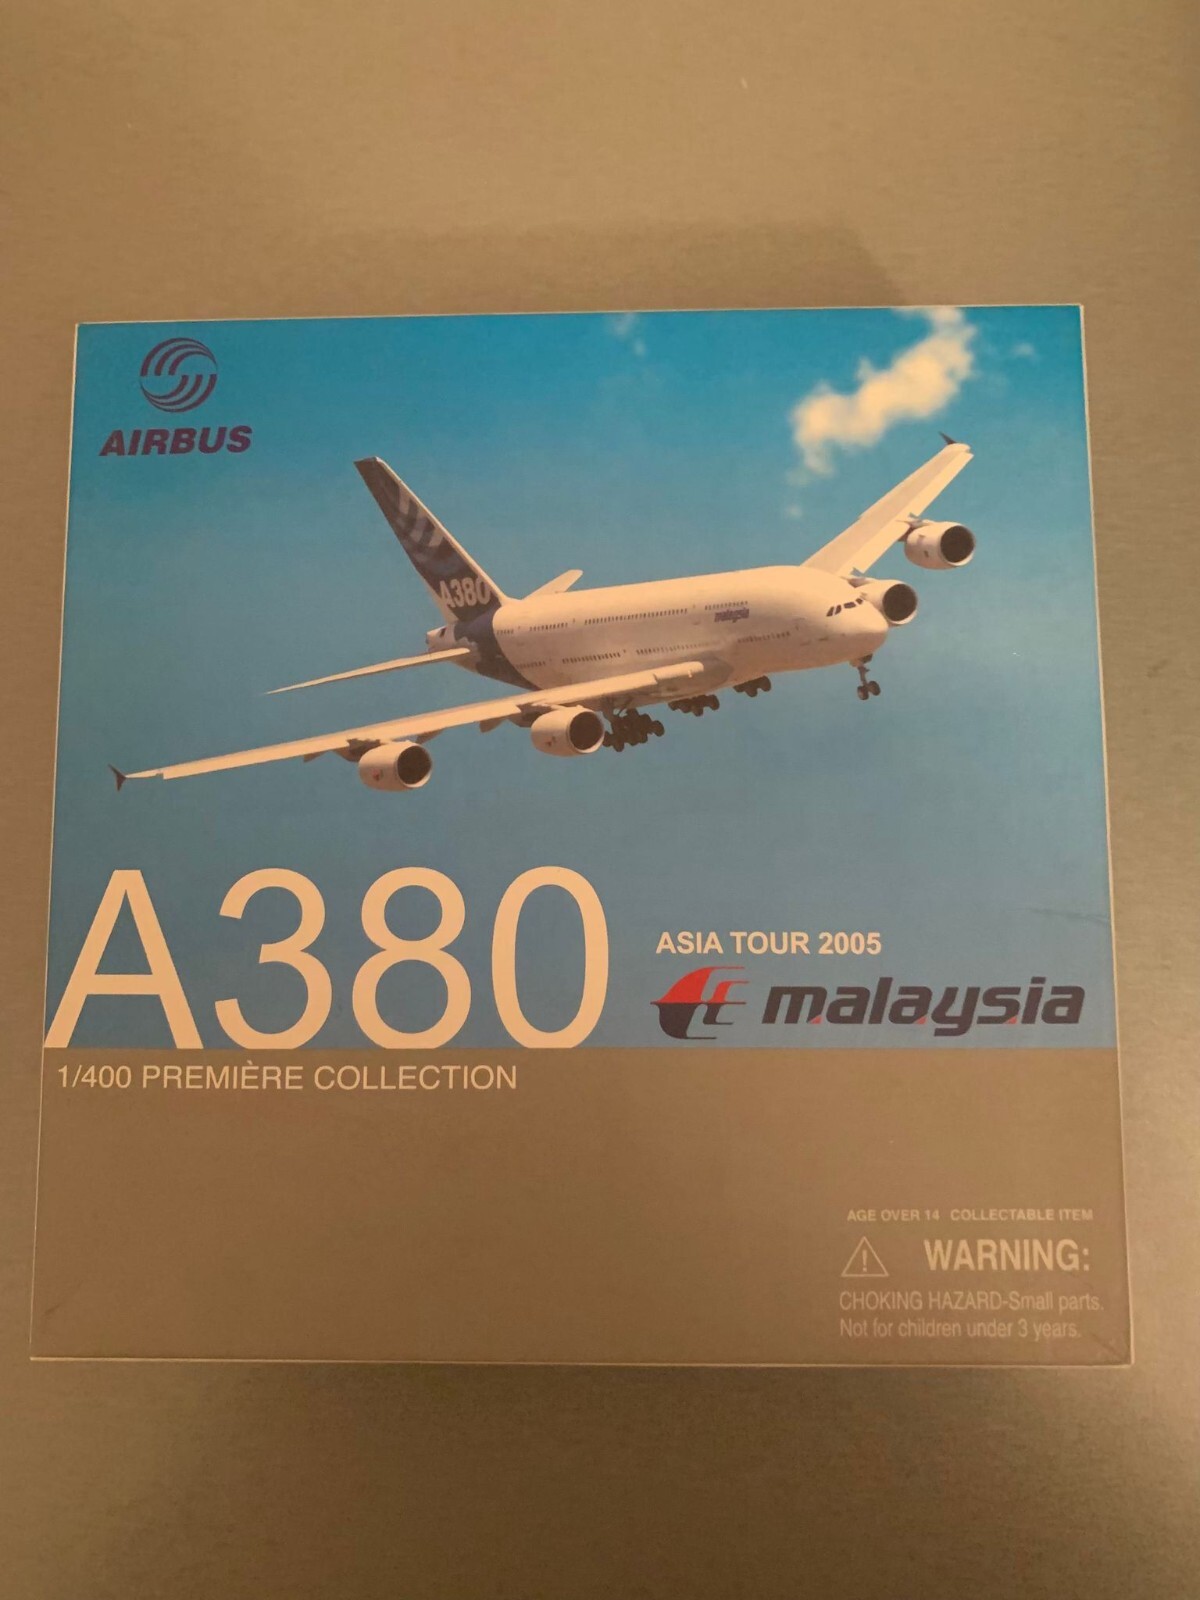 AIRBUS
A380
malaysia
A380
ASIA TOUR 2005
malaysia
1/400 PREMIÈRE COLLECTION
AGE OVER 14 COLLECTABLE ITEM
WARNING:
CHOKING HAZARD-Small parts.
Not for children under 3 years.